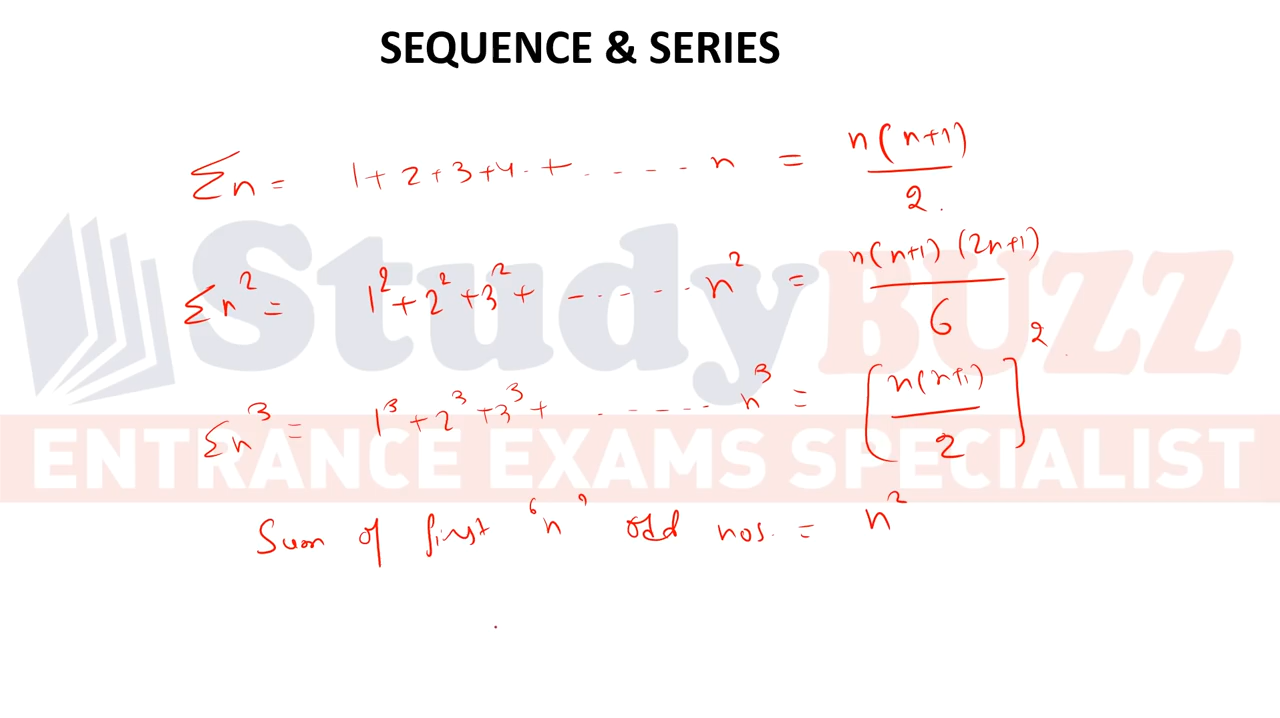 SEQUENCE & SERIES
Σn = 1+2+3+4.+ ....... n = n(n+1)/2.
Σn² = 1²+2²+3²+ ....... n² = n(n+1)(2n+1)/6
Σn³ = 1³+2³+3³+ ....... n³ = [n(n+1)/2]²
Sum of first 'n' odd nos. = n²
StudyBUZZ
ENTRANCE EXAMS SPECIALIST